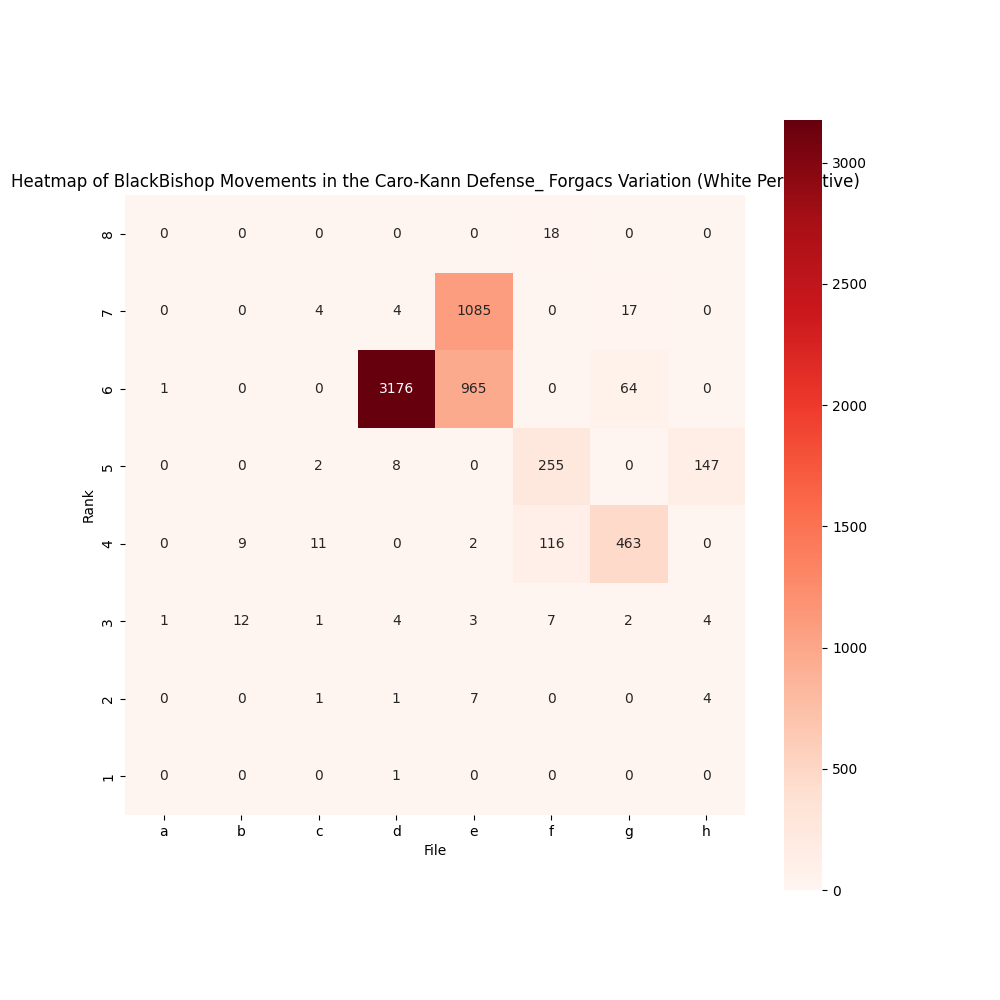 Heatmap of BlackBishop Movements in the Caro-Kann Defense_ Forgacs Variation (White Perspective)
8 0 0 0 0 0 18 0 0
7 0 0 4 4 1085 0 17 0
6 1 0 0 3176 965 0 64 0
5 0 0 2 8 0 255 0 147
4 0 9 11 0 2 116 463 0
3 1 12 1 4 3 7 2 4
2 0 0 1 1 7 0 0 4
1 0 0 0 1 0 0 0 0
a b c d e f g h
Rank
File
3000
2500
2000
1500
1000
500
0